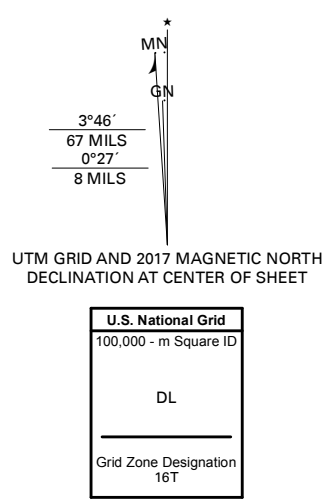 MN
GN
3°46´
67 MILS
0°27´
8 MILS
UTM GRID AND 2017 MAGNETIC NORTH
DECLINATION AT CENTER OF SHEET
U.S. National Grid
100,000 - m Square ID
DL
Grid Zone Designation
16T